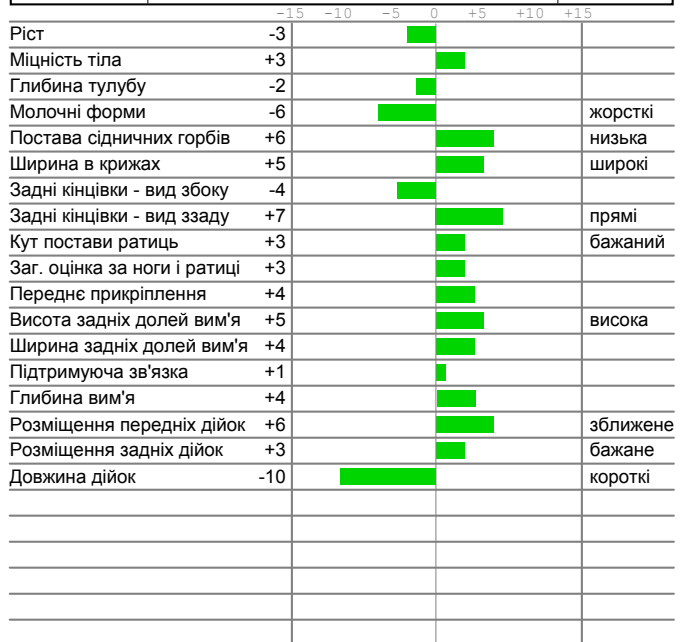 -15 -10 -5 0 +5 +10 +15
Ріст -3
Міцність тіла +3
Глибина тулубу -2
Молочні форми -6 жорсткі
Постава сідничних горбів +6 низька
Ширина в крижах +5 широкі
Задні кінцівки - вид збоку -4
Задні кінцівки - вид ззаду +7 прямі
Кут постави ратиць +3 бажаний
Заг. оцінка за ноги і ратиці +3
Переднє прикріплення +4
Висота задніх долей вим'я +5 висока
Ширина задніх долей вим'я +4
Підтримуюча зв'язка +1
Глибина вим'я +4
Розміщення передніх дійок +6 зближене
Розміщення задніх дійок +3 бажане
Довжина дійок -10 короткі